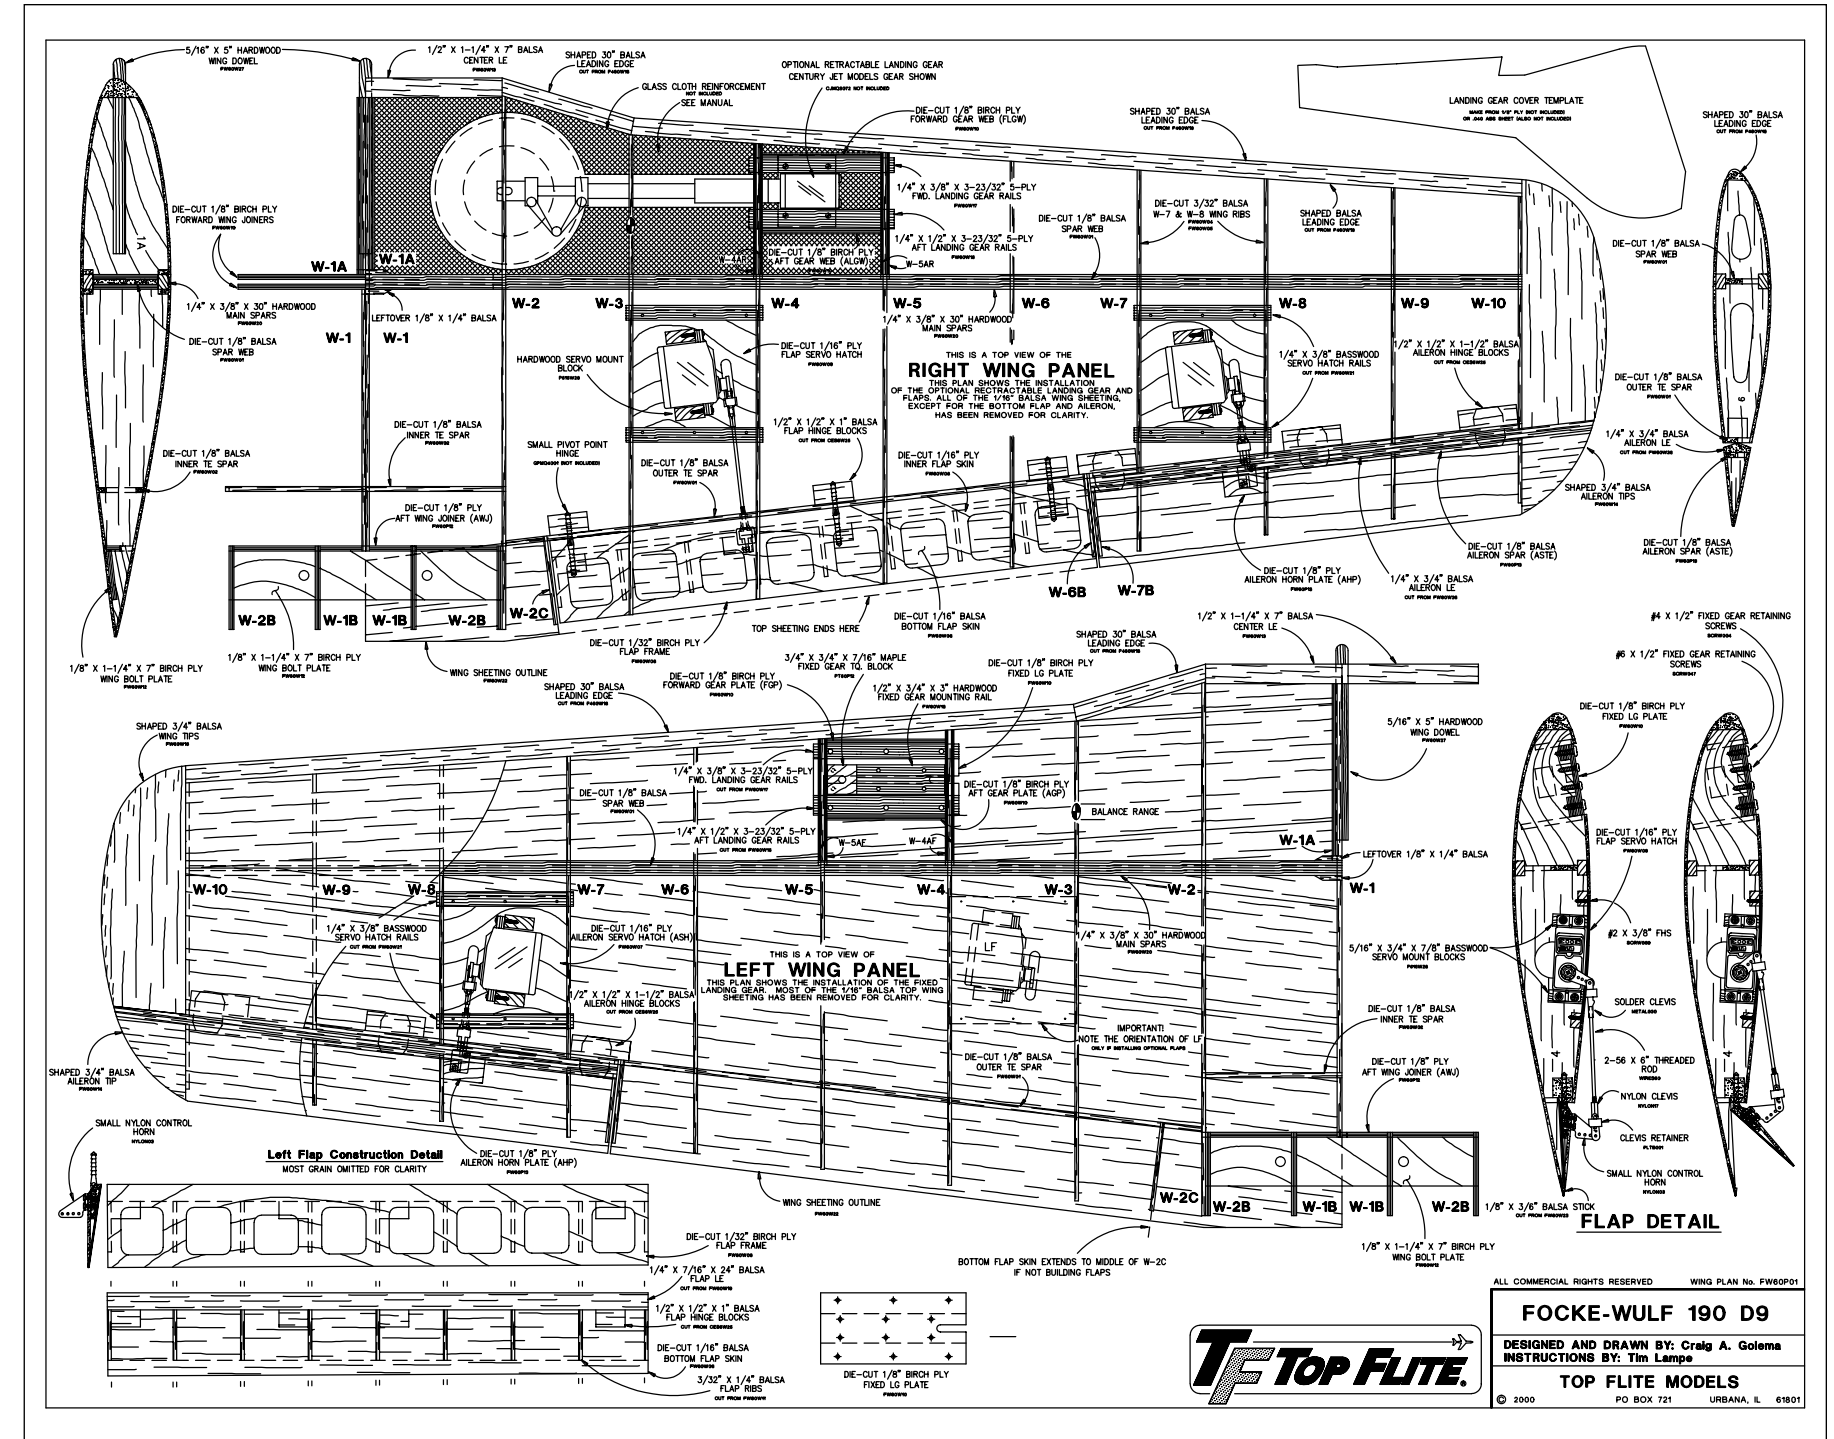 5/16" X 5" HARDWOOD
WING DOWEL
1/2" X 1-1/4" X 7" BALSA
CENTER LE
SHAPED 30" BALSA
LEADING EDGE
GLASS CLOTH REINFORCEMENT
NOT INCLUDED
SEE MANUAL
OPTIONAL RETRACTABLE LANDING GEAR
CENTURY JET MODELS GEAR SHOWN
DIE-CUT 1/8" BIRCH PLY
FORWARD GEAR WEB (FLGW)
SHAPED 30" BALSA
LEADING EDGE
LANDING GEAR COVER TEMPLATE
MAKE FROM 1/8" PLY (NOT INCLUDED)
OR .040 ABS SHEET (ALSO NOT INCLUDED)
SHAPED 30" BALSA
LEADING EDGE
1/4" X 3/8" X 3-23/32" 5-PLY
FWD. LANDING GEAR RAILS
DIE-CUT 1/8" BIRCH PLY
FORWARD WING JOINERS
DIE-CUT 1/8" BALSA
SPAR WEB
DIE-CUT 3/32" BALSA
W-7 & W-8 WING RIBS
SHAPED BALSA
LEADING EDGE
1/4" X 1/2" X 3-23/32" 5-PLY
AFT LANDING GEAR RAILS
DIE-CUT 1/8" BIRCH PLY
AFT GEAR WEB (ALGW)
DIE-CUT 1/8" BALSA
SPAR WEB
1A
W-1A
W-1A
W-5AR
1/4" X 3/8" X 30" HARDWOOD
MAIN SPARS
LEFTOVER 1/8" X 1/4" BALSA
W-2
W-3
W-4
W-5
W-6
W-7
W-8
W-9
W-10
1/4" X 3/8" X 30" HARDWOOD
MAIN SPARS
W-1
W-1
DIE-CUT 1/8" BALSA
SPAR WEB
HARDWOOD SERVO MOUNT
BLOCK
DIE-CUT 1/16" PLY
FLAP SERVO HATCH
THIS IS A TOP VIEW OF THE
RIGHT WING PANEL
THIS PLAN SHOWS THE INSTALLATION
OF THE OPTIONAL RECTRACTABLE LANDING GEAR AND
FLAPS. ALL OF THE 1/16" BALSA WING SHEETING,
EXCEPT FOR THE BOTTOM FLAP AND AILERON,
HAS BEEN REMOVED FOR CLARITY.
1/4" X 3/8" BASSWOOD
SERVO HATCH RAILS
1/2" X 1/2" X 1-1/2" BALSA
AILERON HINGE BLOCKS
DIE-CUT 1/8" BALSA
OUTER TE SPAR
1/4" X 3/4" BALSA
AILERON LE
DIE-CUT 1/8" BALSA
INNER TE SPAR
DIE-CUT 1/8" BALSA
INNER TE SPAR
SMALL PIVOT POINT
HINGE
DIE-CUT 1/8" BALSA
OUTER TE SPAR
1/2" X 1/2" X 1" BALSA
FLAP HINGE BLOCKS
DIE-CUT 1/16" PLY
INNER FLAP SKIN
SHAPED 3/4" BALSA
AILERON TIPS
DIE-CUT 1/8" PLY
AFT WING JOINER (AWJ)
DIE-CUT 1/8" BALSA
AILERON SPAR (ASTE)
DIE-CUT 1/8" BALSA
AILERON SPAR (ASTE)
DIE-CUT 1/8" PLY
AILERON HORN PLATE (AHP)
1/4" X 3/4" BALSA
AILERON LE
W-2B
W-1B
W-1B
W-2B
W-2C
W-6B
W-7B
DIE-CUT 1/16" BALSA
BOTTOM FLAP SKIN
TOP SHEETING ENDS HERE
DIE-CUT 1/32" BIRCH PLY
FLAP FRAME
1/8" X 1-1/4" X 7" BIRCH PLY
WING BOLT PLATE
1/8" X 1-1/4" X 7" BIRCH PLY
WING BOLT PLATE
WING SHEETING OUTLINE
SHAPED 30" BALSA
LEADING EDGE
1/2" X 1-1/4" X 7" BALSA
CENTER LE
#4 X 1/2" FIXED GEAR RETAINING
SCREWS
#6 X 1/2" FIXED GEAR RETAINING
SCREWS
SHAPED 30" BALSA
LEADING EDGE
DIE-CUT 1/8" BIRCH PLY
FORWARD GEAR PLATE (FGP)
3/4" X 3/4" X 7/16" MAPLE
FIXED GEAR TQ. BLOCK
1/2" X 3/4" X 3" HARDWOOD
FIXED GEAR MOUNTING RAIL
DIE-CUT 1/8" BIRCH PLY
FIXED LG PLATE
SHAPED 3/4" BALSA
WING TIPS
5/16" X 5" HARDWOOD
WING DOWEL
DIE-CUT 1/8" BIRCH PLY
FIXED LG PLATE
1/4" X 3/8" X 3-23/32" 5-PLY
FWD. LANDING GEAR RAILS
DIE-CUT 1/8" BALSA
SPAR WEB
DIE-CUT 1/8" BIRCH PLY
AFT GEAR PLATE (AGP)
BALANCE RANGE
1/4" X 1/2" X 3-23/32" 5-PLY
AFT LANDING GEAR RAILS
W-5AF
W-4AF
W-1A
LEFTOVER 1/8" X 1/4" BALSA
DIE-CUT 1/16" PLY
FLAP SERVO HATCH
W-10
W-9
W-8
W-7
W-6
W-5
W-4
W-3
W-2
W-1
1/4" X 3/8" BASSWOOD
SERVO HATCH RAILS
DIE-CUT 1/16" PLY
AILERON SERVO HATCH (ASH)
1/4" X 3/8" X 30" HARDWOOD
MAIN SPARS
LF
#2 X 3/8" FHS
5/16" X 3/4" X 7/8" BASSWOOD
SERVO MOUNT BLOCKS
THIS IS A TOP VIEW OF
LEFT WING PANEL
THIS PLAN SHOWS THE INSTALLATION OF THE FIXED
LANDING GEAR. MOST OF THE 1/16" BALSA TOP WING
SHEETING HAS BEEN REMOVED FOR CLARITY.
1/2" X 1/2" X 1-1/2" BALSA
AILERON HINGE BLOCKS
IMPORTANT!
NOTE THE ORIENTATION OF LF
ONLY IF INSTALLING OPTIONAL FLAPS
DIE-CUT 1/8" BALSA
INNER TE SPAR
SOLDER CLEVIS
DIE-CUT 1/8" BALSA
OUTER TE SPAR
DIE-CUT 1/8" PLY
AFT WING JOINER (AWJ)
2-56 X 6" THREADED
ROD
SHAPED 3/4" BALSA
AILERON TIP
NYLON CLEVIS
CLEVIS RETAINER
SMALL NYLON CONTROL
HORN
SMALL NYLON CONTROL
HORN
Left Flap Construction Detail
MOST GRAIN OMITTED FOR CLARITY
DIE-CUT 1/8" PLY
AILERON HORN PLATE (AHP)
WING SHEETING OUTLINE
W-2C
W-2B
W-1B
W-1B
W-2B
1/8" X 3/6" BALSA STICK
FLAP DETAIL
DIE-CUT 1/32" BIRCH PLY
FLAP FRAME
1/8" X 1-1/4" X 7" BIRCH PLY
WING BOLT PLATE
BOTTOM FLAP SKIN EXTENDS TO MIDDLE OF W-2C
IF NOT BUILDING FLAPS
1/4" X 7/16" X 24" BALSA
FLAP LE
1/2" X 1/2" X 1" BALSA
FLAP HINGE BLOCKS
DIE-CUT 1/16" BALSA
BOTTOM FLAP SKIN
3/32" X 1/4" BALSA
FLAP RIBS
DIE-CUT 1/8" BIRCH PLY
FIXED LG PLATE
TF TOP FLITE®
ALL COMMERCIAL RIGHTS RESERVED
WING PLAN No. FW60P01
FOCKE-WULF 190 D9
DESIGNED AND DRAWN BY: Craig A. Golema
INSTRUCTIONS BY: Tim Lampe
TOP FLITE MODELS
© 2000
PO BOX 721
URBANA, IL
61801